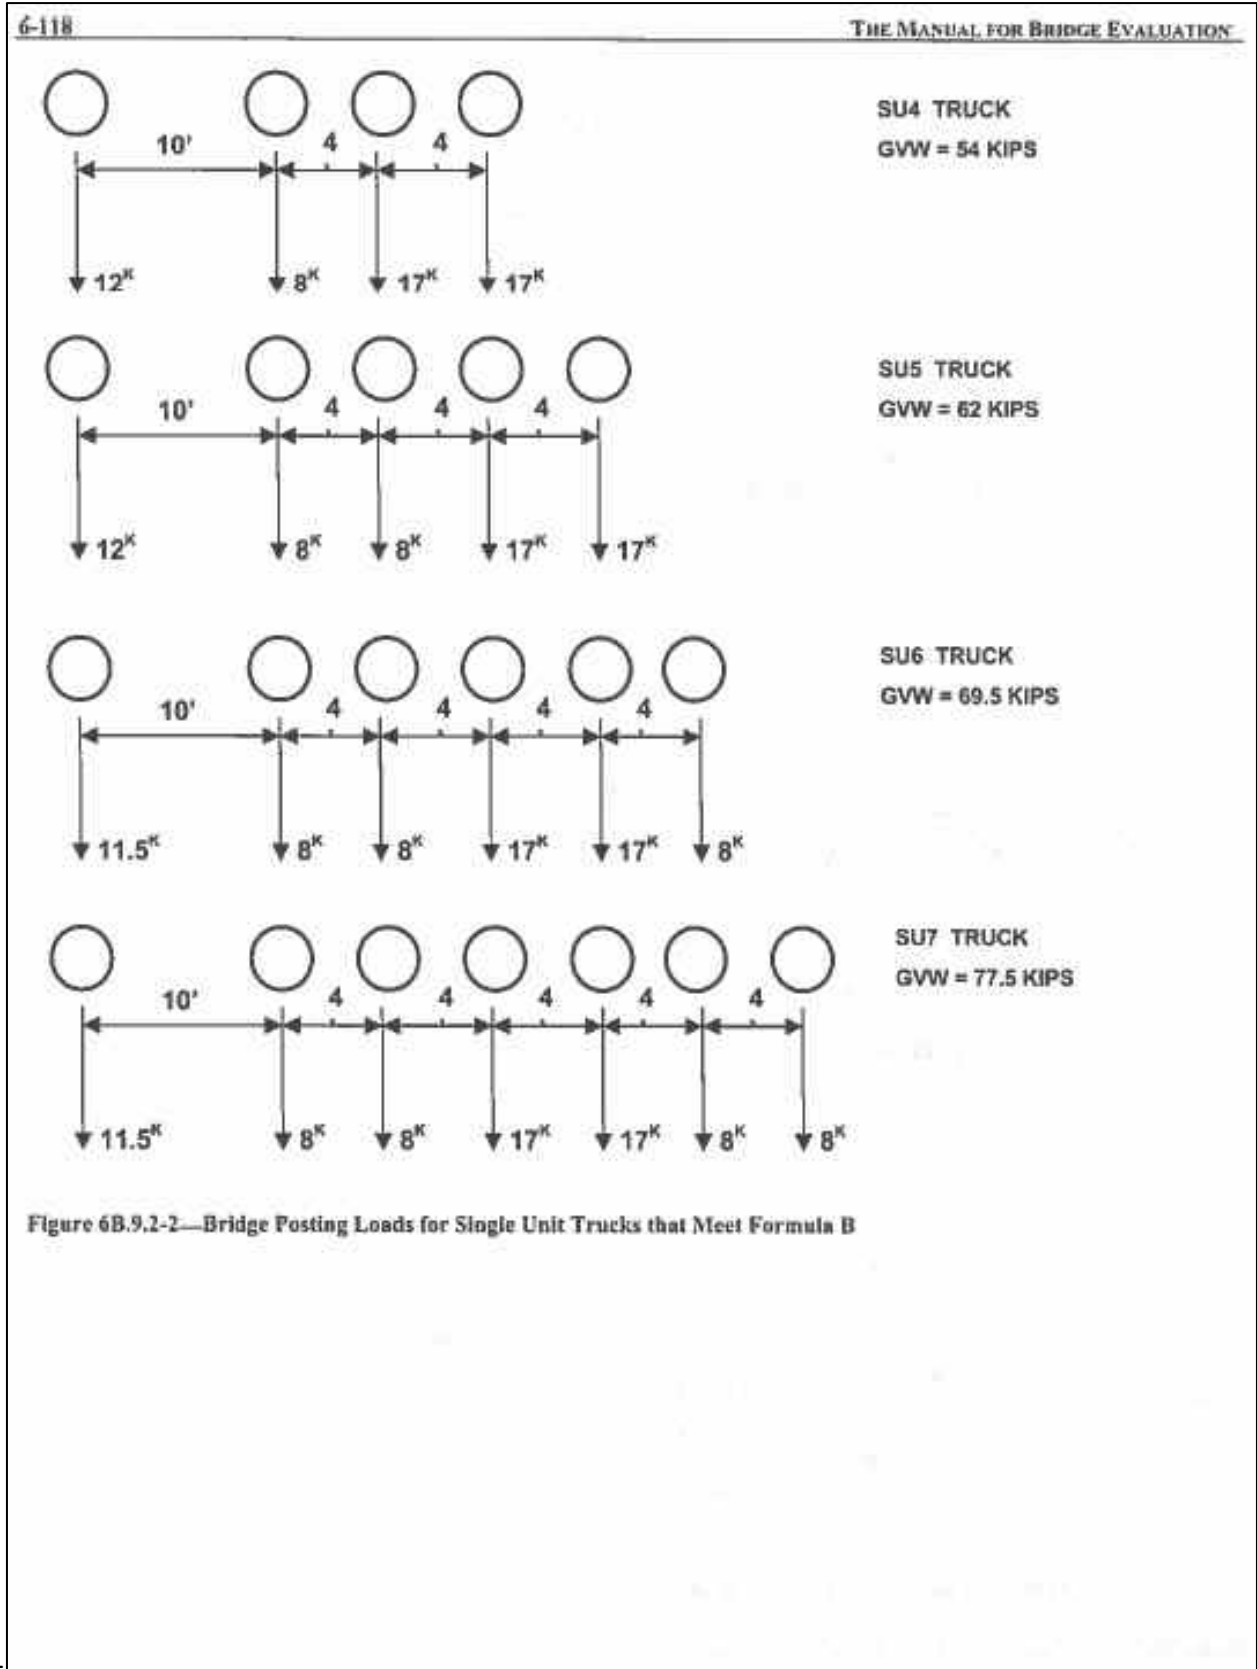 6-118 THE MANUAL FOR BRIDGE EVALUATION
SU4 TRUCK
GVW = 54 KIPS
10' 4' 4'
12K 8K 17K 17K
SU5 TRUCK
GVW = 62 KIPS
10' 4' 4' 4'
12K 8K 8K 17K 17K
SU6 TRUCK
GVW = 69.5 KIPS
10' 4' 4' 4' 4'
11.5K 8K 8K 17K 17K 8K
SU7 TRUCK
GVW = 77.5 KIPS
10' 4' 4' 4' 4' 4'
11.5K 8K 8K 17K 17K 8K 8K
Figure 6B.9.2-2—Bridge Posting Loads for Single Unit Trucks that Meet Formula B